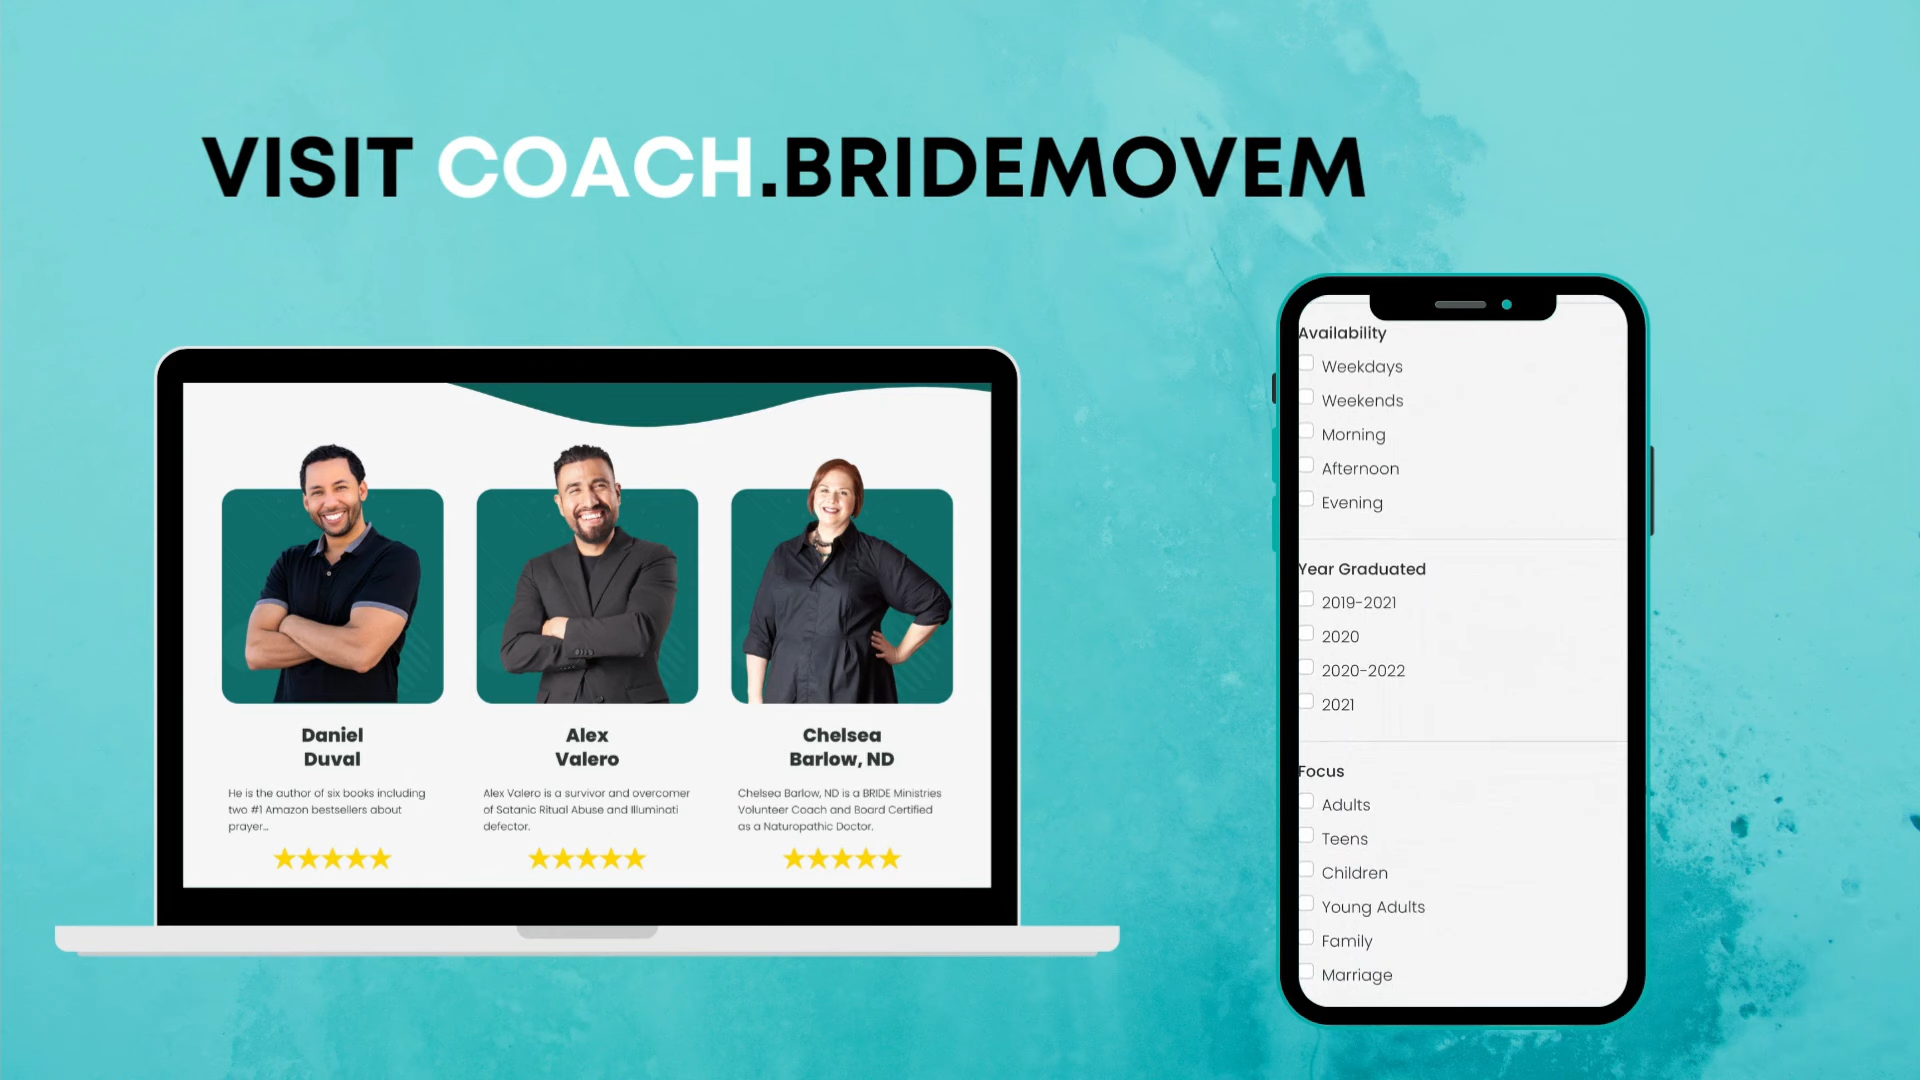 VISIT COACH.BRIDEMOVEM
Daniel
Duval
He is the author of six books including
two #1 Amazon bestsellers about
prayer...
Alex
Valero
Alex Valero is a survivor and overcomer
of Satanic Ritual Abuse and Illuminati
defector.
Chelsea
Barlow, ND
Chelsea Barlow, ND is a BRIDE Ministries
Volunteer Coach and Board Certified
as a Naturopathic Doctor.
Availability
Weekdays
Weekends
Morning
Afternoon
Evening
Year Graduated
2019-2021
2020
2020-2022
2021
Focus
Adults
Teens
Children
Young Adults
Family
Marriage